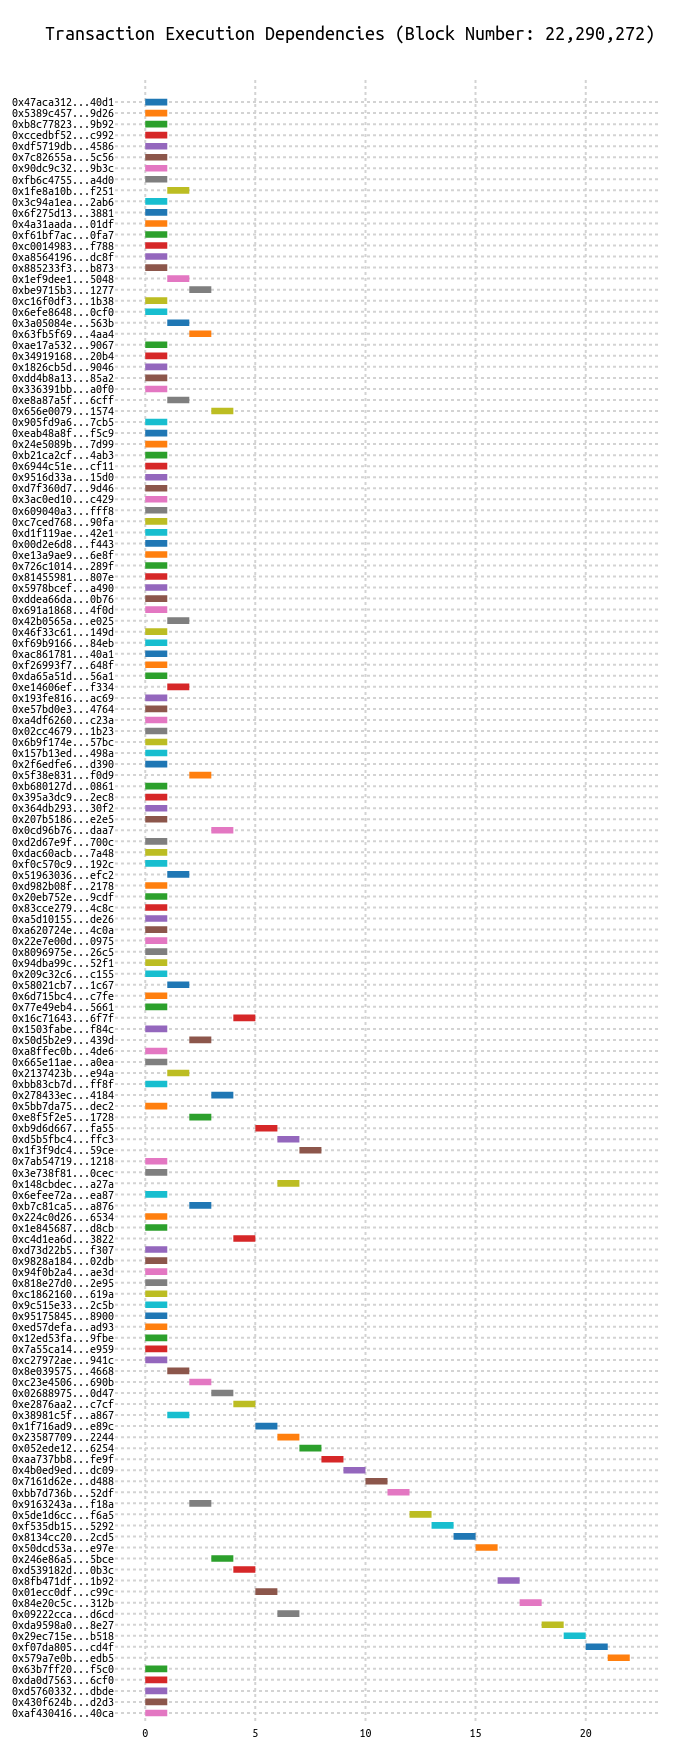 Transaction Execution Dependencies (Block Number: 22,290,272)
0x47aca312...40d1
0x5389c457...9d26
0xb8c77823...9b92
0xccedbf52...c992
0xdf5719db...4586
0x7c82655a...5c56
0x90dc9c32...9b3c
0xfb6c4755...a4d0
0x1fe8a10b...f251
0x3c94a1ea...2ab6
0x6f275d13...3881
0x4a31aada...01df
0xf61bf7ac...0fa7
0xc0014983...f788
0xa8564196...dc8f
0x885233f3...b873
0x1ef9dee1...5048
0xbe9715b3...1277
0xc16f0df3...1b38
0x6efe8648...0cf0
0x3a05084e...563b
0x63fb5f69...4aa4
0xae17a532...9067
0x34919168...20b4
0x1826cb5d...9046
0xdd4b8a13...85a2
0x336391bb...a0f0
0xe8a87a5f...6cff
0x656e0079...1574
0x905fd9a6...7cb5
0xeab48a8f...f5c9
0x24e5089b...7d99
0xb21ca2cf...4ab3
0x6944c51e...cf11
0x9516d33a...15d0
0xd7f360d7...9d46
0x3ac0ed10...c429
0x609040a3...fff8
0xc7ced768...90fa
0xd1f119ae...42e1
0x00d2e6d8...f443
0xe13a9ae9...6e8f
0x726c1014...289f
0x81455981...807e
0x5978bcef...a490
0xddea66da...0b76
0x691a1868...4f0d
0x42b0565a...e025
0x46f33c61...149d
0xf69b9166...84eb
0xac861781...40a1
0xf26993f7...648f
0xda65a51d...56a1
0xe14606ef...f334
0x193fe816...ac69
0xe57bd0e3...4764
0xa4df6260...c23a
0x02cc4679...1b23
0x6b9f174e...57bc
0x157b13ed...498a
0x2f6edfe6...d390
0x5f38e831...f0d9
0xb680127d...0861
0x395a3dc9...2ec8
0x364db293...30f2
0x207b5186...e2e5
0x0cd96b76...daa7
0xd2d67e9f...700c
0xdac60acb...7a48
0xf0c570c9...192c
0x51963036...efc2
0xd982b08f...2178
0x20eb752e...9cdf
0x83cce279...4c8c
0xa5d10155...de26
0xa620724e...4c0a
0x22e7e00d...0975
0x8096975e...26c5
0x94dba99c...52f1
0x209c32c6...c155
0x58021cb7...1c67
0x6d715bc4...c7fe
0x77e49eb4...5661
0x16c71643...6f7f
0x1503fabe...f84c
0x50d5b2e9...439d
0xa8ffec0b...4de6
0x665e11ae...a0ea
0x2137423b...e94a
0xbb83cb7d...ff8f
0x278433ec...4184
0x5bb7da75...dec2
0xe8f5f2e5...1728
0xb9d6d667...fa55
0xd5b5fbc4...ffc3
0x1f3f9dc4...59ce
0x7ab54719...1218
0x3e738f81...0cec
0x148cbdec...a27a
0x6efee72a...ea87
0xb7c81ca5...a876
0x224c0d26...6534
0x1e845687...d8cb
0xc4d1ea6d...3822
0xd73d22b5...f307
0x9828a184...02db
0x94f0b2a4...ae3d
0x818e27d0...2e95
0xc1862160...619a
0x9c515e33...2c5b
0x95175845...8900
0xed57defa...ad93
0x12ed53fa...9fbe
0x7a55ca14...e959
0xc27972ae...941c
0x8e039575...4668
0xc23e4506...690b
0x02688975...0d47
0xe2876aa2...c7cf
0x38981c5f...a867
0x1f716ad9...e89c
0x23587709...2244
0x052ede12...6254
0xaa737bb8...fe9f
0x4b0ed9ed...dc09
0x7161d62e...d488
0xbb7d736b...52df
0x9163243a...f18a
0x5de1d6cc...f6a5
0xf535db15...5292
0x8134cc20...2cd5
0x50dcd53a...e97e
0x246e86a5...5bce
0xd539182d...0b3c
0x8fb471df...1b92
0x01ecc0df...c99c
0x84e20c5c...312b
0x09222cca...d6cd
0xda9598a0...8e27
0x29ec715e...b518
0xf07da805...cd4f
0x579a7e0b...edb5
0x63b7ff20...f5c0
0xda0d7563...6cf0
0xd5760332...dbde
0x430f624b...d2d3
0xaf430416...40ca
0 5 10 15 20